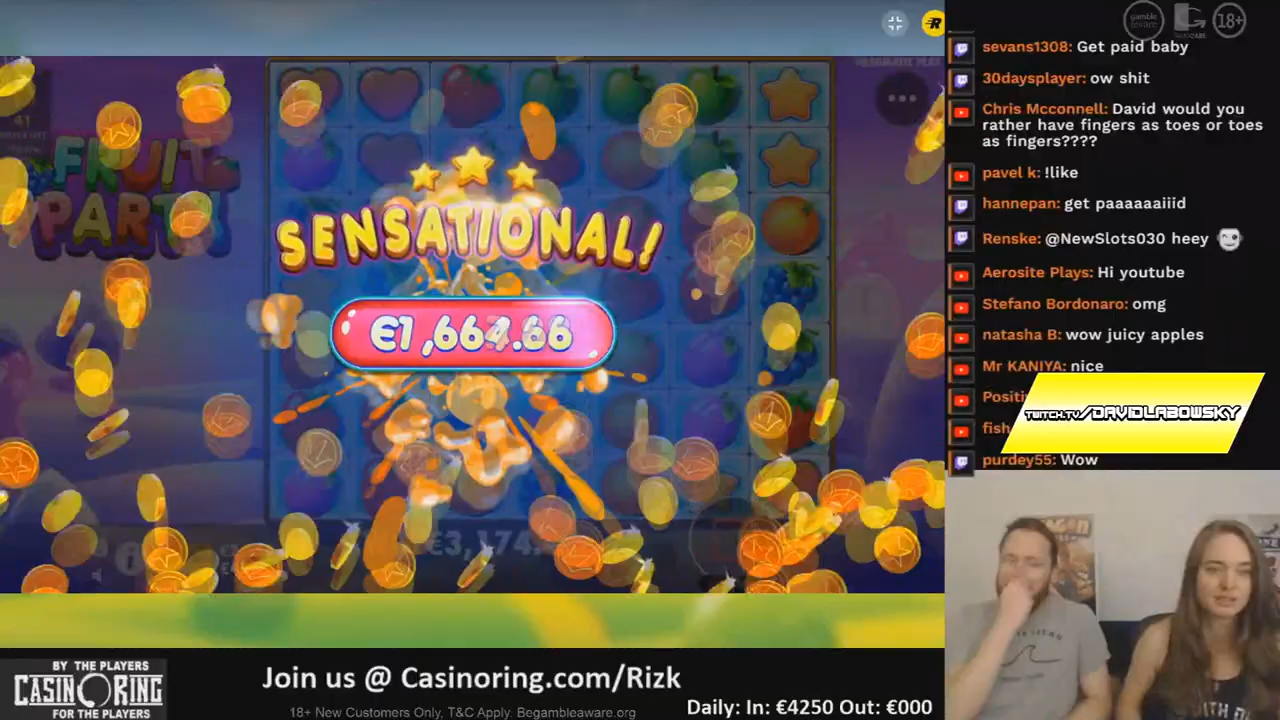 R
gamble aware
18+
sevans1308: Get paid baby
30daysplayer: ow shit
Chris Mcconnell: David would you
rather have fingers as toes or toes
as fingers????
pavel k: !like
hannepan: get paaaaaaiiid
Renske: @NewSlots030 heey
Aerosite Plays: Hi youtube
Stefano Bordonaro: omg
natasha B: wow juicy apples
Mr KANIYA: nice
TWITCH.TV/DAVIDLABOWSKY
fish
purdey55: Wow
41
FRUIT
PARTY
SENSATIONAL!
BY THE PLAYERS
CASINORING
FOR THE PLAYERS
Join us @ Casinoring.com/Rizk
18+ New Customers Only, T&C Apply. Begambleaware.org
Daily: In: €4250 Out: €000